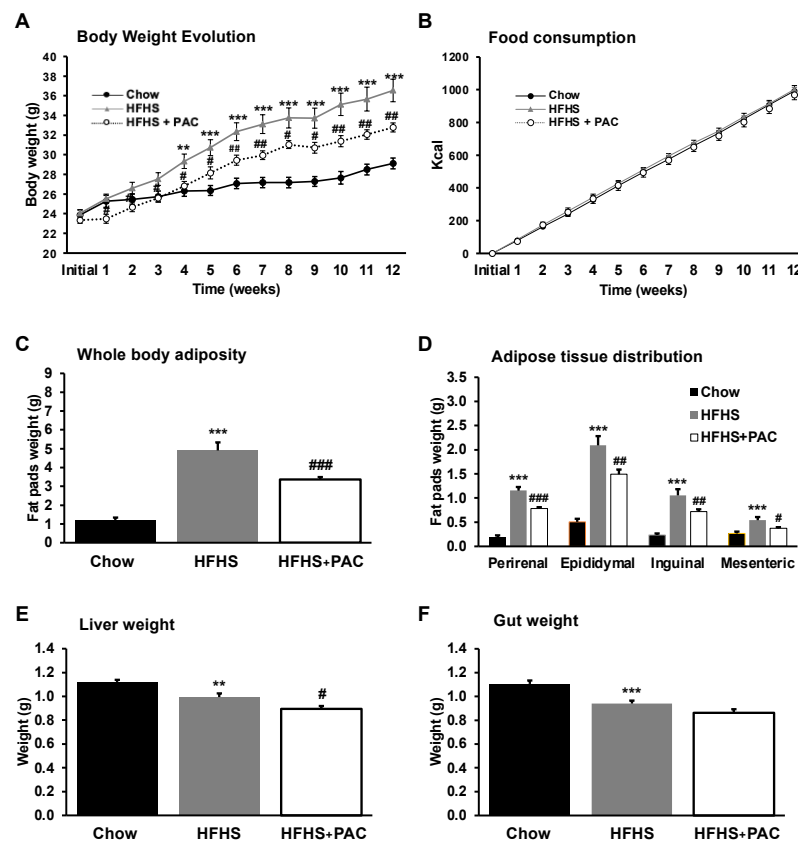 A
Body Weight Evolution
Body weight (g)
40
38
36
34
32
30
28
26
24
22
20
Chow
HFHS
HFHS + PAC
** *** *** *** *** *** *** *** ***
# # # # # ## ## # # ## ## ##
Initial 1 2 3 4 5 6 7 8 9 10 11 12
Time (weeks)
B
Food consumption
Kcal
1200
1000
800
600
400
200
0
Chow
HFHS
HFHS + PAC
Initial 1 2 3 4 5 6 7 8 9 10 11 12
Time (weeks)
C
Whole body adiposity
Fat pads weight (g)
9
8
7
6
5
4
3
2
1
0
***
###
Chow HFHS HFHS+PAC
D
Adipose tissue distribution
Fat pads weight (g)
3.5
3.0
2.5
2.0
1.5
1.0
0.5
0.0
Chow
HFHS
HFHS+PAC
*** ### *** ## *** ## *** #
Perirenal Epididymal Inguinal Mesenteric
E
Liver weight
Weight (g)
1.4
1.2
1.0
0.8
0.6
0.4
0.2
0.0
**
#
Chow HFHS HFHS+PAC
F
Gut weight
Weight (g)
1.4
1.2
1.0
0.8
0.6
0.4
0.2
0.0
***
Chow HFHS HFHS+PAC